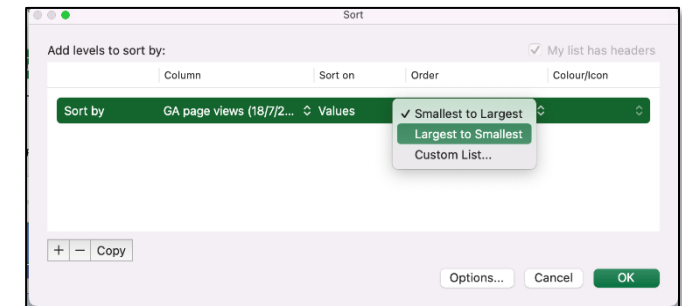 Sort
Add levels to sort by:
My list has headers
Column Sort on Order Colour/Icon
Sort by GA page views (18/7/2... Values
Smallest to Largest
Largest to Smallest
Custom List...
+ − Copy
Options... Cancel OK